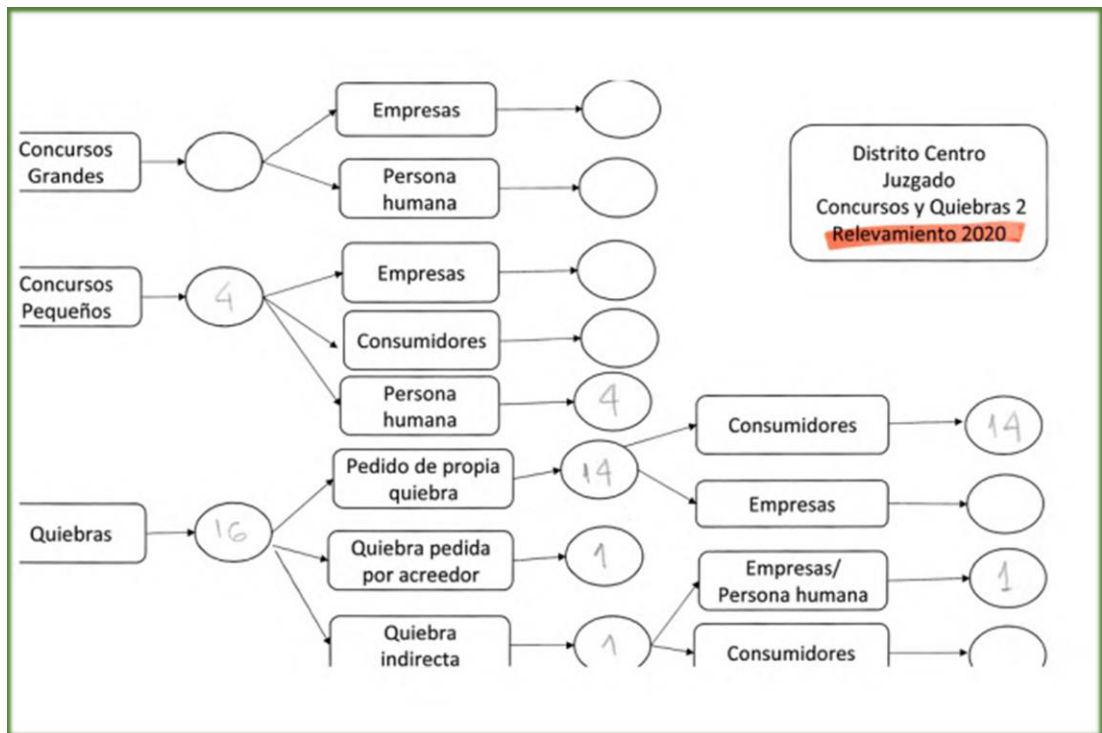 Empresas
Concursos
Grandes
Persona
humana
Distrito Centro
Juzgado
Concursos y Quiebras 2
Relevamiento 2020
Concursos
Pequeños
4
Empresas
Consumidores
Persona
humana
4
Quiebras
16
Pedido de propia
quiebra
14
Consumidores
14
Empresas
Quiebra pedida
por acreedor
1
Quiebra
indirecta
1
Empresas/
Persona humana
1
Consumidores